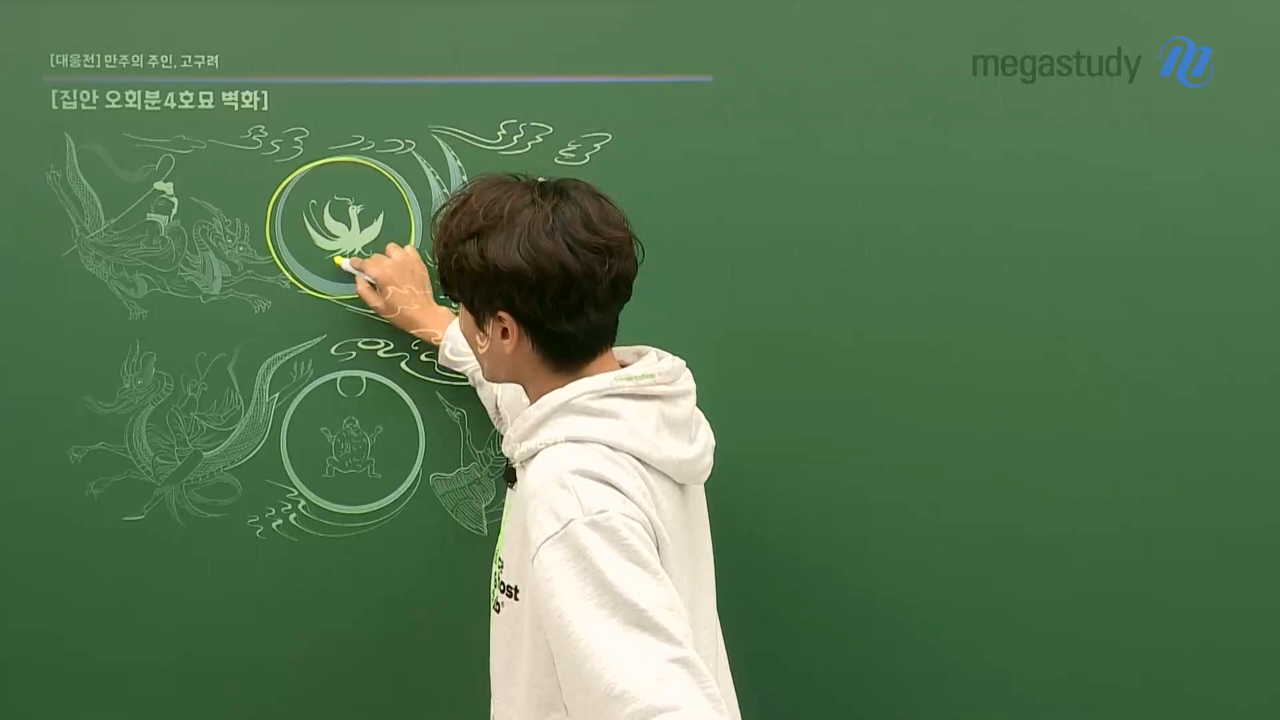 [대웅전] 만주의 주인, 고구려
megastudy
[집안 오회분4호묘 벽화]
ost